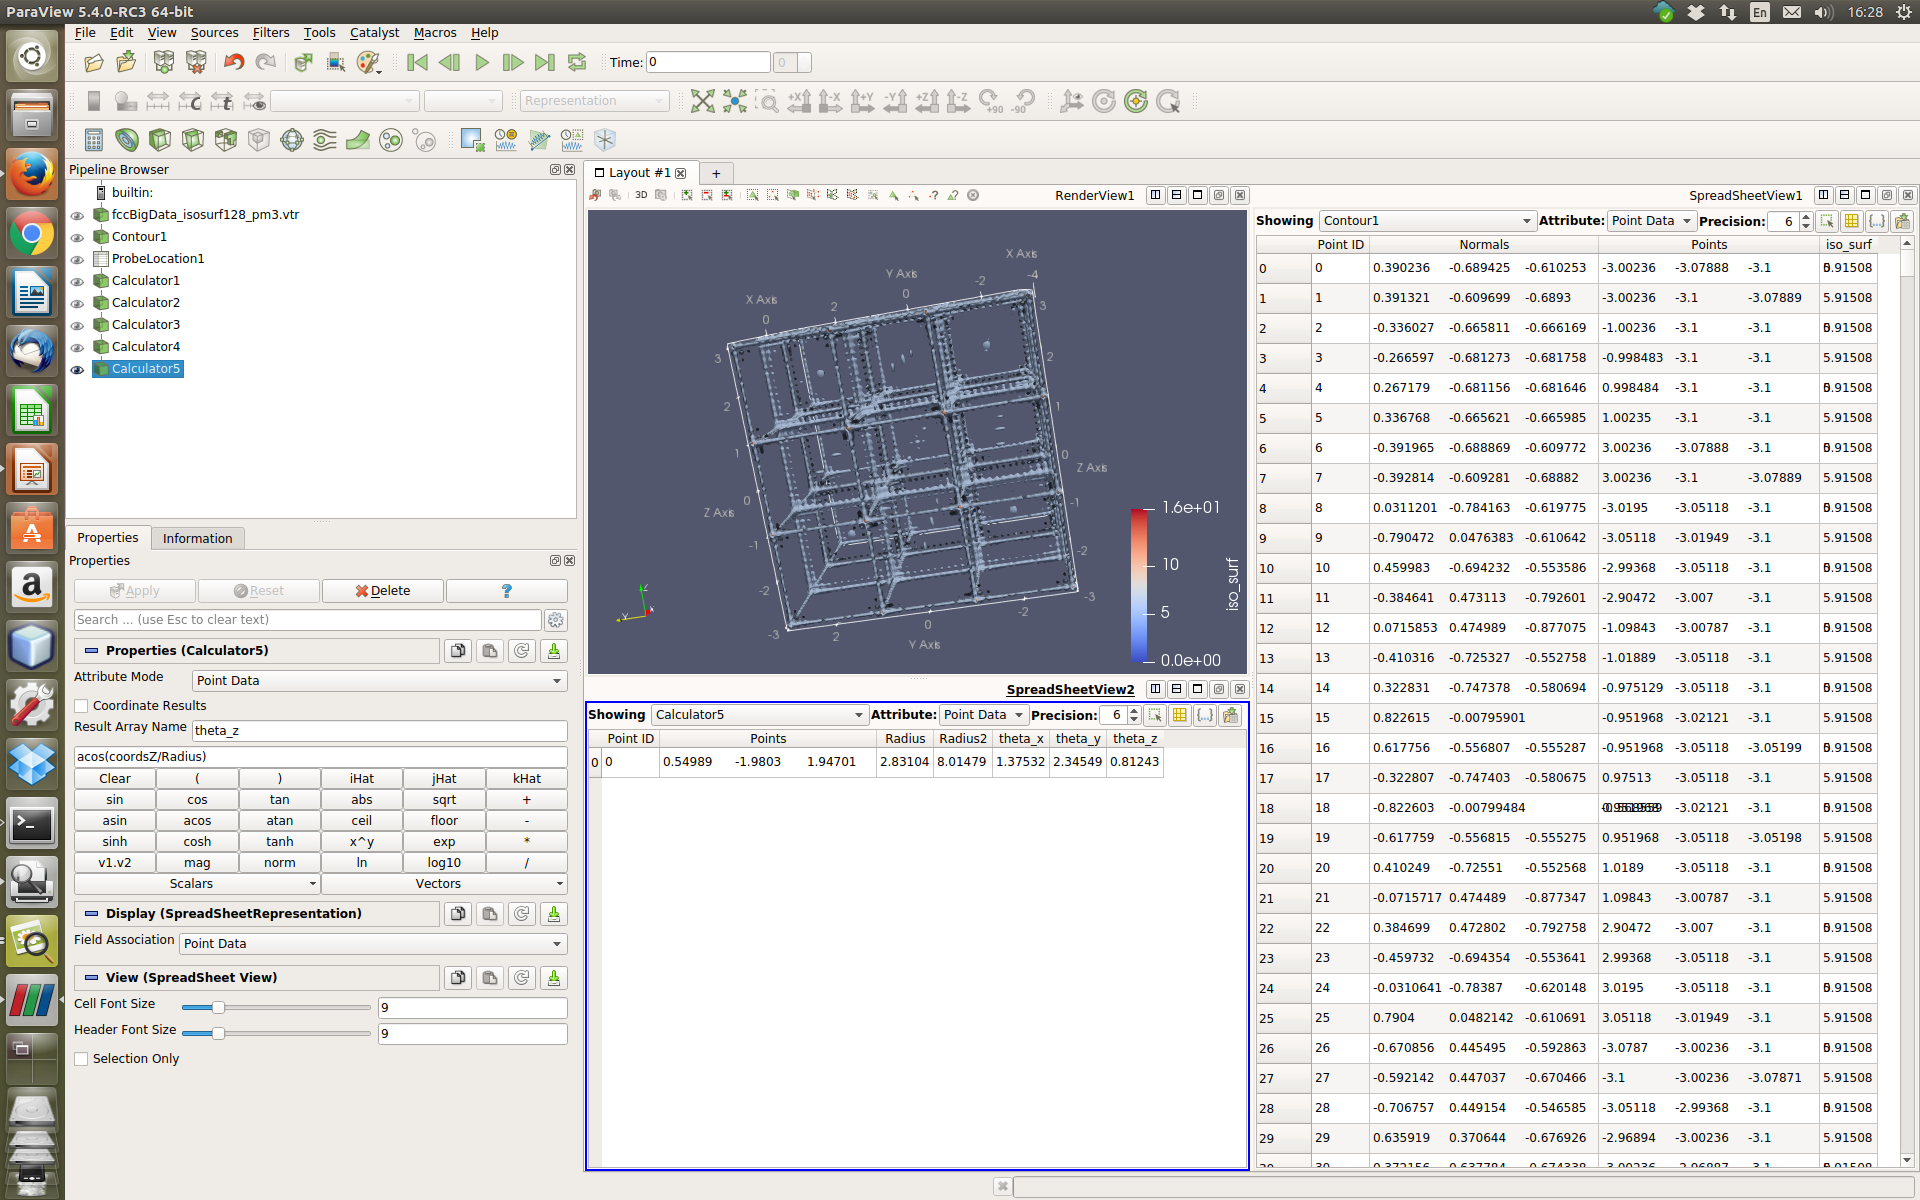 ParaView 5.4.0-RC3 64-bit
En
16:28
File Edit View Sources Filters Tools Catalyst Macros Help
Time: 0
0
Representation
+X -X +Y -Y +Z -Z +90 -90
Pipeline Browser
builtin:
fccBigData_isosurf128_pm3.vtr
Contour1
ProbeLocation1
Calculator1
Calculator2
Calculator3
Calculator4
Calculator5
Properties Information
Properties
Apply Reset Delete ?
Search ... (use Esc to clear text)
Properties (Calculator5)
Attribute Mode Point Data
Coordinate Results
Result Array Name theta_z
acos(coordsZ/Radius)
Clear ( ) iHat jHat kHat
sin cos tan abs sqrt +
asin acos atan ceil floor -
sinh cosh tanh x^y exp *
v1.v2 mag norm ln log10 /
Scalars Vectors
Display (SpreadSheetRepresentation)
Field Association Point Data
View (SpreadSheet View)
Cell Font Size 9
Header Font Size 9
Selection Only
Layout #1 +
3D
RenderView1
X Axis
Y Axis
-4
-2
0
2
X Axis
0
3
3
2
2
1
1
0
0
Z Axis
Z Axis
-1
-1
-2
-2
-3
-3
2
0
-2
Y Axis
1.6e+01
10
5
0.0e+00
iso_surf
SpreadSheetView2
Showing Calculator5 Attribute: Point Data Precision: 6
Point ID Points Radius Radius2 theta_x theta_y theta_z
0 0 0.54989 -1.9803 1.94701 2.83104 8.01479 1.37532 2.34549 0.81243
SpreadSheetView1
Showing Contour1 Attribute: Point Data Precision: 6
Point ID Normals Points iso_surf
0 0 0.390236 -0.689425 -0.610253 -3.00236 -3.07888 -3.1 5.91508
1 1 0.391321 -0.609699 -0.6893 -3.00236 -3.1 -3.07889 5.91508
2 2 -0.336027 -0.665811 -0.666169 -1.00236 -3.1 -3.1 5.91508
3 3 -0.266597 -0.681273 -0.681758 -0.998483 -3.1 -3.1 5.91508
4 4 0.267179 -0.681156 -0.681646 0.998484 -3.1 -3.1 5.91508
5 5 0.336768 -0.665621 -0.665985 1.00235 -3.1 -3.1 5.91508
6 6 -0.391965 -0.688869 -0.609772 3.00236 -3.07888 -3.1 5.91508
7 7 -0.392814 -0.609281 -0.68882 3.00236 -3.1 -3.07889 5.91508
8 8 0.0311201 -0.784163 -0.619775 -3.0195 -3.05118 -3.1 5.91508
9 9 -0.790472 0.0476383 -0.610642 -3.05118 -3.01949 -3.1 5.91508
10 10 0.459983 -0.694232 -0.553586 -2.99368 -3.05118 -3.1 5.91508
11 11 -0.384641 0.473113 -0.792601 -2.90472 -3.007 -3.1 5.91508
12 12 0.0715853 0.474989 -0.877075 -1.09843 -3.00787 -3.1 5.91508
13 13 -0.410316 -0.725327 -0.552758 -1.01889 -3.05118 -3.1 5.91508
14 14 0.322831 -0.747378 -0.580694 -0.975129 -3.05118 -3.1 5.91508
15 15 0.822615 -0.00795901 -0.951968 -3.02121 -3.1 5.91508
16 16 0.617756 -0.556807 -0.555287 -0.951968 -3.05118 -3.05199 5.91508
17 17 -0.322807 -0.747403 -0.580675 0.97513 -3.05118 -3.1 5.91508
18 18 -0.822603 -0.00799484 -3.02121 -3.1 5.91508
19 19 -0.617759 -0.556815 -0.555275 0.951968 -3.05118 -3.05198 5.91508
20 20 0.410249 -0.72551 -0.552568 1.0189 -3.05118 -3.1 5.91508
21 21 -0.0715717 0.474489 -0.877347 1.09843 -3.00787 -3.1 5.91508
22 22 0.384699 0.472802 -0.792758 2.90472 -3.007 -3.1 5.91508
23 23 -0.459732 -0.694354 -0.553641 2.99368 -3.05118 -3.1 5.91508
24 24 -0.0310641 -0.78387 -0.620148 3.0195 -3.05118 -3.1 5.91508
25 25 0.7904 0.0482142 -0.610691 3.05118 -3.01949 -3.1 5.91508
26 26 -0.670856 0.445495 -0.592863 -3.0787 -3.00236 -3.1 5.91508
27 27 -0.592142 0.447037 -0.670466 -3.1 -3.00236 -3.07871 5.91508
28 28 -0.706757 0.449154 -0.546585 -3.05118 -2.99368 -3.1 5.91508
29 29 0.635919 0.370644 -0.676926 -2.96894 -3.00236 -3.1 5.91508